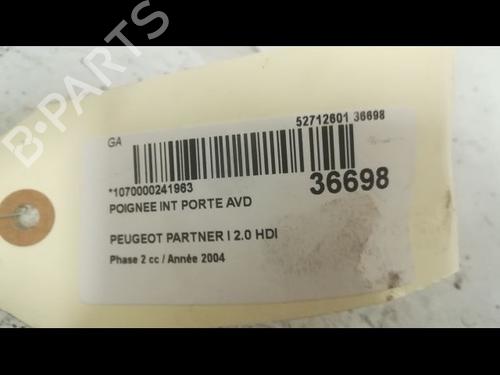 B-PARTS
52712601 36698
GA
*1070000241963
36698
POIGNEE INT PORTE AVD
PEUGEOT PARTNER I 2.0 HDI
Phase 2 cc / Année 2004